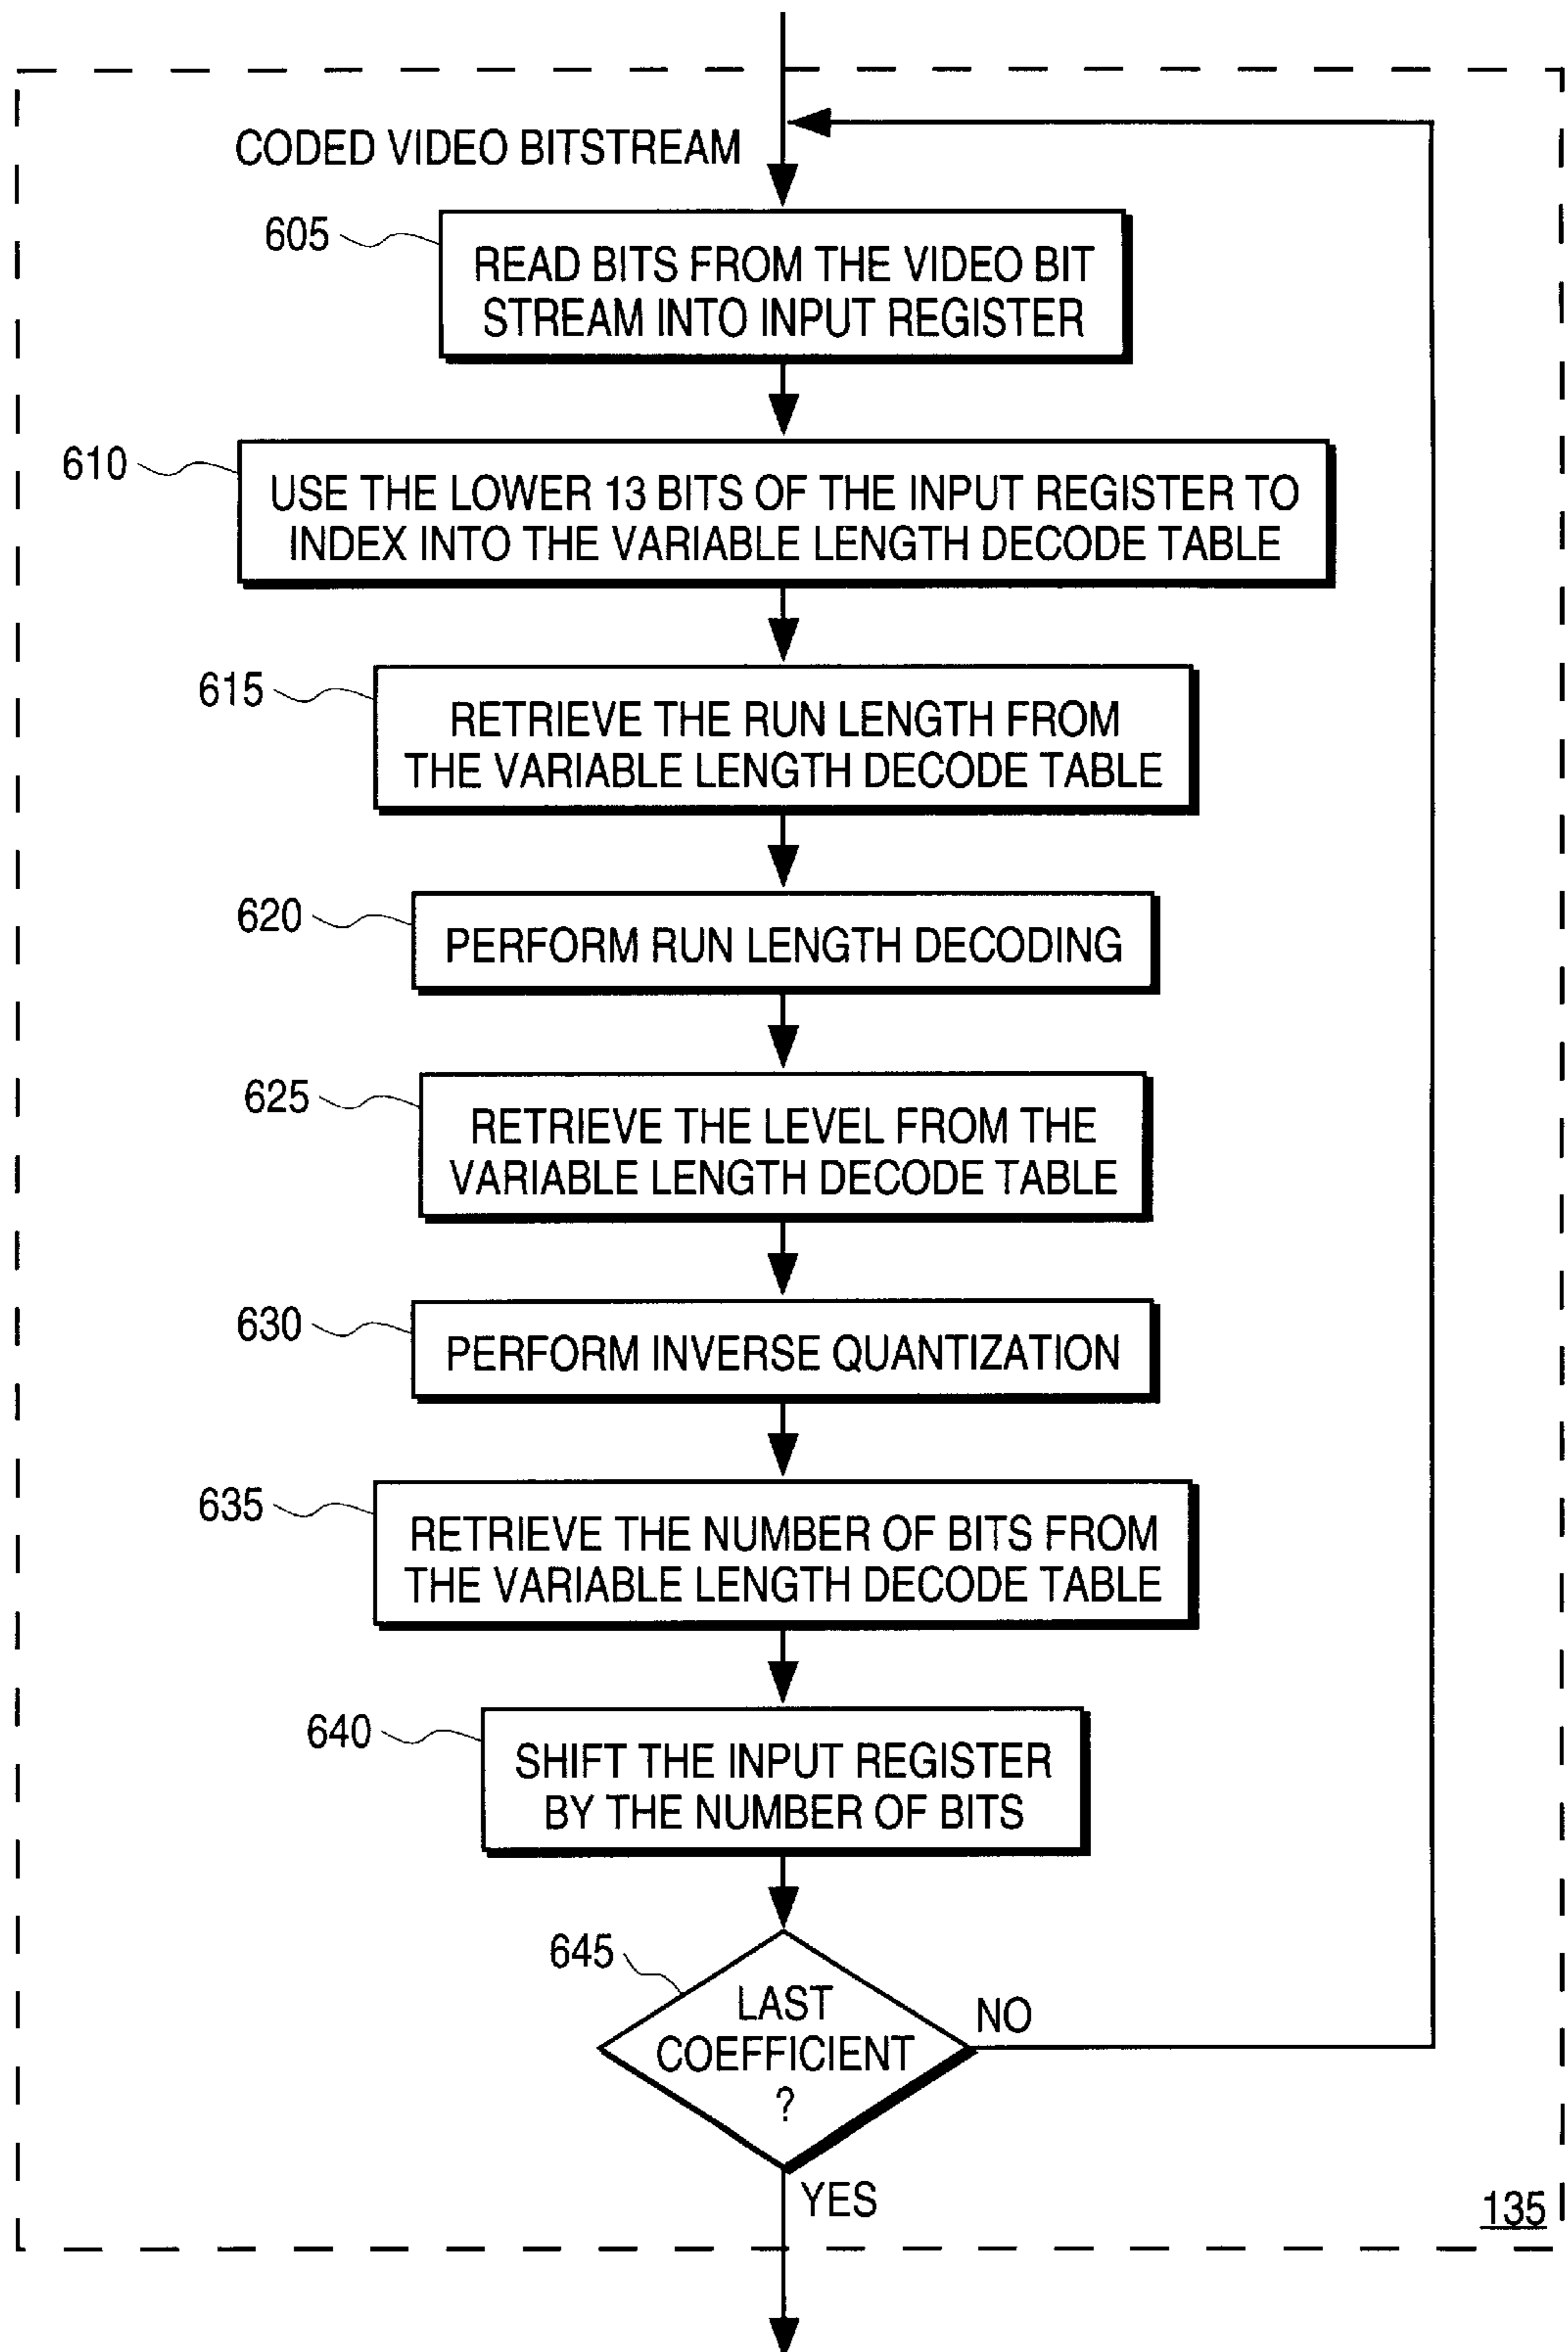 CODED VIDEO BITSTREAM
605
READ BITS FROM THE VIDEO BIT
STREAM INTO INPUT REGISTER
610
USE THE LOWER 13 BITS OF THE INPUT REGISTER TO
INDEX INTO THE VARIABLE LENGTH DECODE TABLE
615
RETRIEVE THE RUN LENGTH FROM
THE VARIABLE LENGTH DECODE TABLE
620
PERFORM RUN LENGTH DECODING
625
RETRIEVE THE LEVEL FROM THE
VARIABLE LENGTH DECODE TABLE
630
PERFORM INVERSE QUANTIZATION
635
RETRIEVE THE NUMBER OF BITS FROM
THE VARIABLE LENGTH DECODE TABLE
640
SHIFT THE INPUT REGISTER
BY THE NUMBER OF BITS
645
LAST
COEFFICIENT
?
NO
YES
135